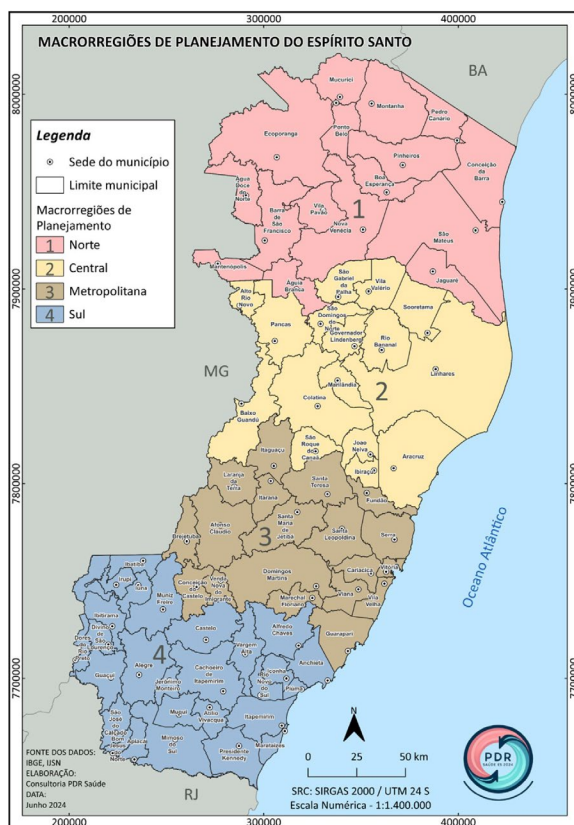 200000
300000
400000
MACRORREGIÕES DE PLANEJAMENTO DO ESPÍRITO SANTO
BA
8000000
8000000
Legenda
Sede do município
Limite municipal
Macrorregiões de
Planejamento
1 Norte
2 Central
3 Metropolitana
4 Sul
Mucurici
Montanha
Pedro
Canário
Ponto
Belo
Ecoporanga
Pinheiros
Conceição
da Barra
Boa
Esperança
Água
Doce do
Norte
Vila
Pavão
Barra
de São
Francisco
1
Nova
Venécia
São
Mateus
Mantenópolis
Jaguaré
Águia
Branca
7900000
7900000
São
Gabriel
da Palha
Vila
Valério
Alto
Rio
Novo
Sooretama
São
Domingos
do Norte
Pancas
Governador
Lindenberg
Rio
Bananal
MG
Linhares
2
Marilândia
Colatina
Baixo
Guandu
São
Roque do
Canaã
João
Neiva
Aracruz
Ibiraçu
Itaguaçu
7800000
7800000
Laranja
da Terra
Santa
Teresa
Itarana
Fundão
Afonso
Cláudio
Santa
Maria de
Jetibá
Santa
Leopoldina
3
Serra
Brejetuba
Cariacica
Vitória
Domingos
Martins
Conceição
do
Castelo
Venda
Nova do
Imigrante
Viana
Vila
Velha
Marechal
Floriano
Guarapari
Ibatiba
Irupi
Iúna
Muniz
Freire
Ibitirama
Divino
de São
Lourenço
Dores
do Rio
Preto
Castelo
Alfredo
Chaves
4
Vargem
Alta
Alegre
Anchieta
Guaçuí
Jerônimo
Monteiro
Cachoeiro
de
Itapemirim
Iconha
Rio
Novo
do Sul
Piúma
7700000
7700000
São
José do
Calçado
Muqui
Atílio
Vivacqua
Itapemirim
Bom
Jesus
do
Norte
Apiacá
Mimoso
do Sul
Presidente
Kennedy
Marataízes
Oceano Atlântico
FONTE DOS DADOS:
IBGE, IJSN
ELABORAÇÃO:
Consultoria PDR Saúde
DATA:
Junho 2024
RJ
N
0 25 50 km
SRC: SIRGAS 2000 / UTM 24 S
Escala Numérica - 1:1.400.000
PDR
200000
300000
400000